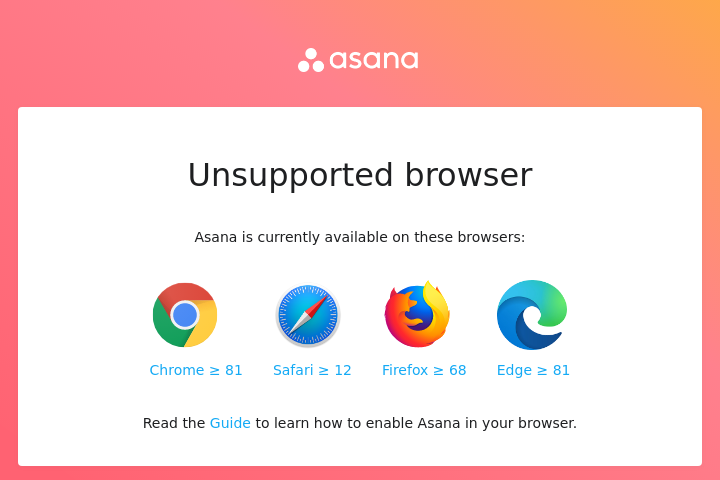 asana
Unsupported browser
Asana is currently available on these browsers:
Chrome ≥ 81 Safari ≥ 12 Firefox ≥ 68 Edge ≥ 81
Read the Guide to learn how to enable Asana in your browser.